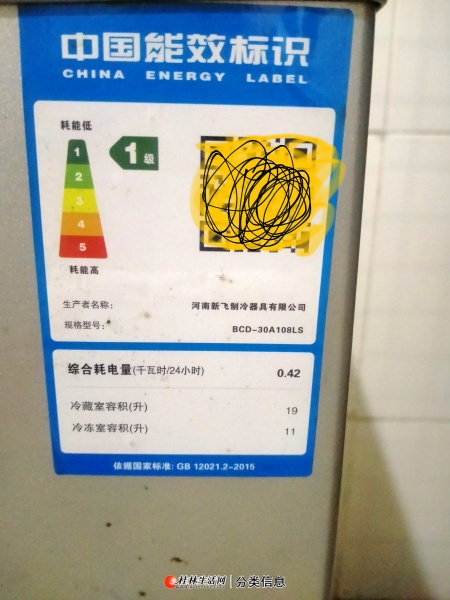 中国能效标识
CHINA ENERGY LABEL
耗能低
1
2
3
4
5
1级
耗能高
生产者名称: 河南新飞制冷器具有限公司
规格型号: BCD-30A108LS
综合耗电量(千瓦时/24小时) 0.42
冷藏室容积(升) 19
冷冻室容积(升) 11
依据国家标准: GB 12021.2-2015
桂林生活网 | 分类信息